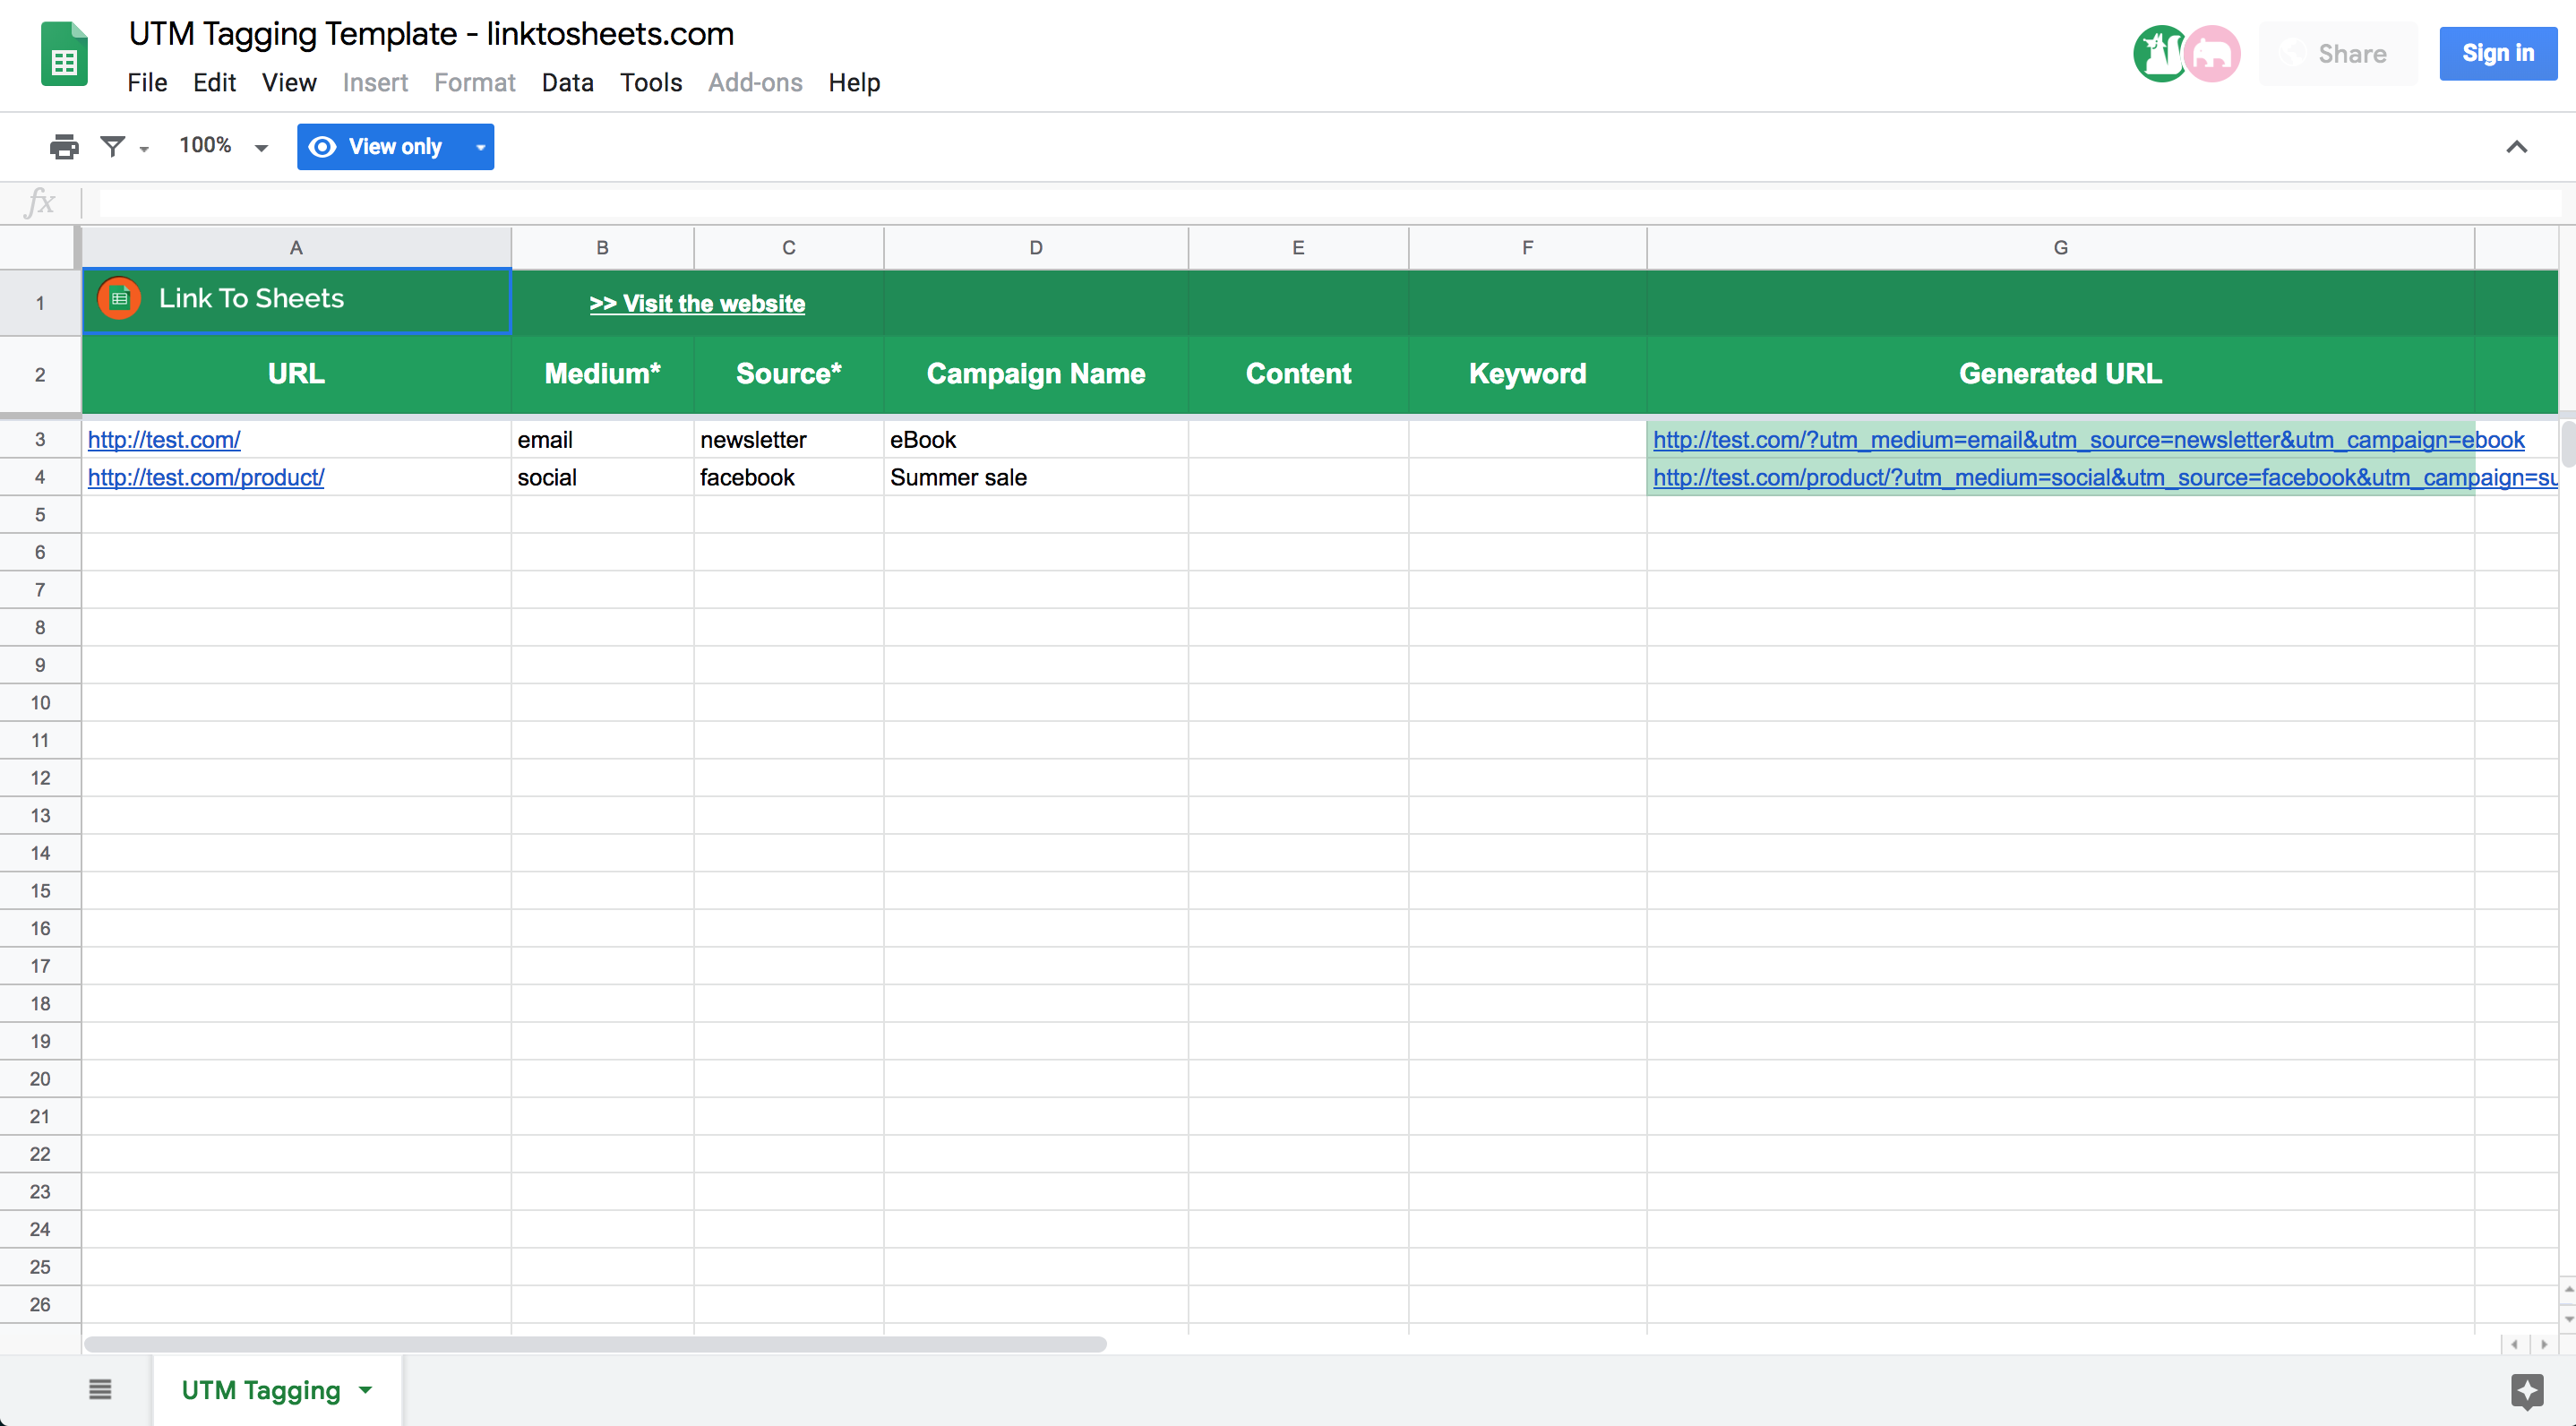 UTM Tagging Template - linktosheets.com
File Edit View Insert Format Data Tools Add-ons Help
Share
Sign in
100%
View only
fx
A B C D E F G
1 Link To Sheets >> Visit the website
2 URL Medium* Source* Campaign Name Content Keyword Generated URL
3 http://test.com/ email newsletter eBook http://test.com/?utm_medium=email&utm_source=newsletter&utm_campaign=ebook
4 http://test.com/product/ social facebook Summer sale http://test.com/product/?utm_medium=social&utm_source=facebook&utm_campaign=su
5
6
7
8
9
10
11
12
13
14
15
16
17
18
19
20
21
22
23
24
25
26
UTM Tagging